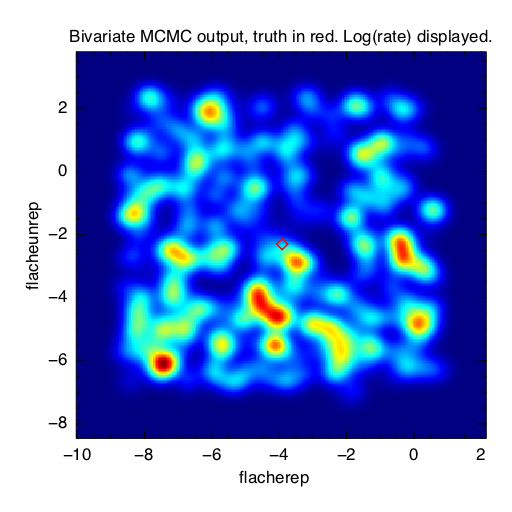 Bivariate MCMC output, truth in red. Log(rate) displayed.
2
0
−2
−4
−6
−8
flacheunrep
−10 −8 −6 −4 −2 0 2
flacherep